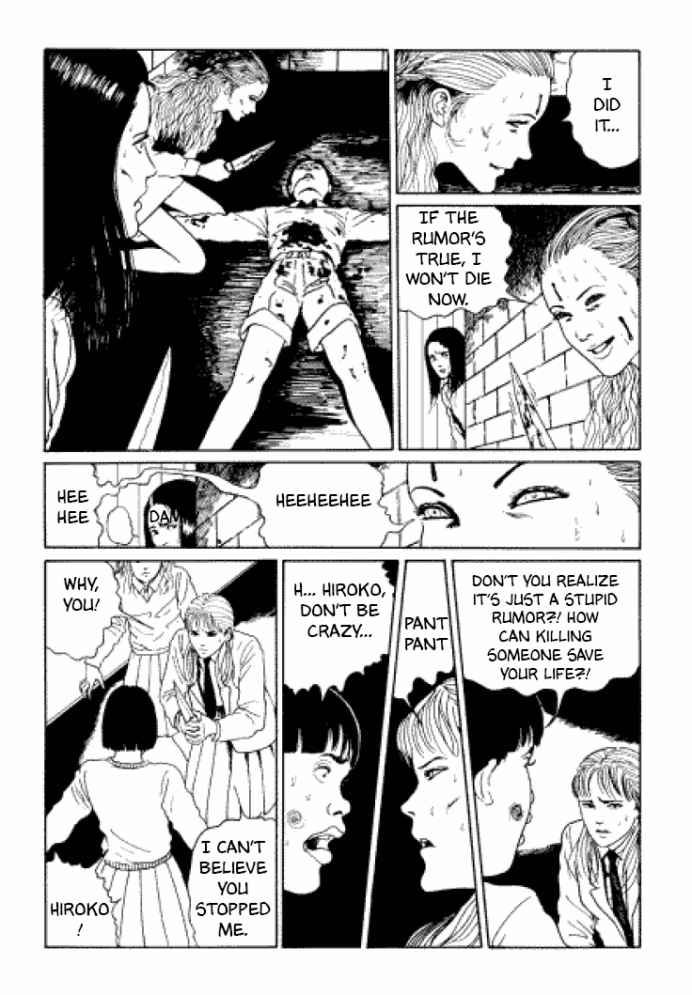 I
DID
IT...
IF THE
RUMOR'S
TRUE, I
WON'T DIE
NOW.
HEE
HEE
DAM
HEEHEEHEE
WHY,
YOU!
HIROKO
!
I CAN'T
BELIEVE
YOU
STOPPED
ME.
H... HIROKO,
DON'T BE
CRAZY...
PANT
PANT
DON'T YOU REALIZE
IT'S JUST A STUPID
RUMOR?! HOW
CAN KILLING
SOMEONE SAVE
YOUR LIFE?!